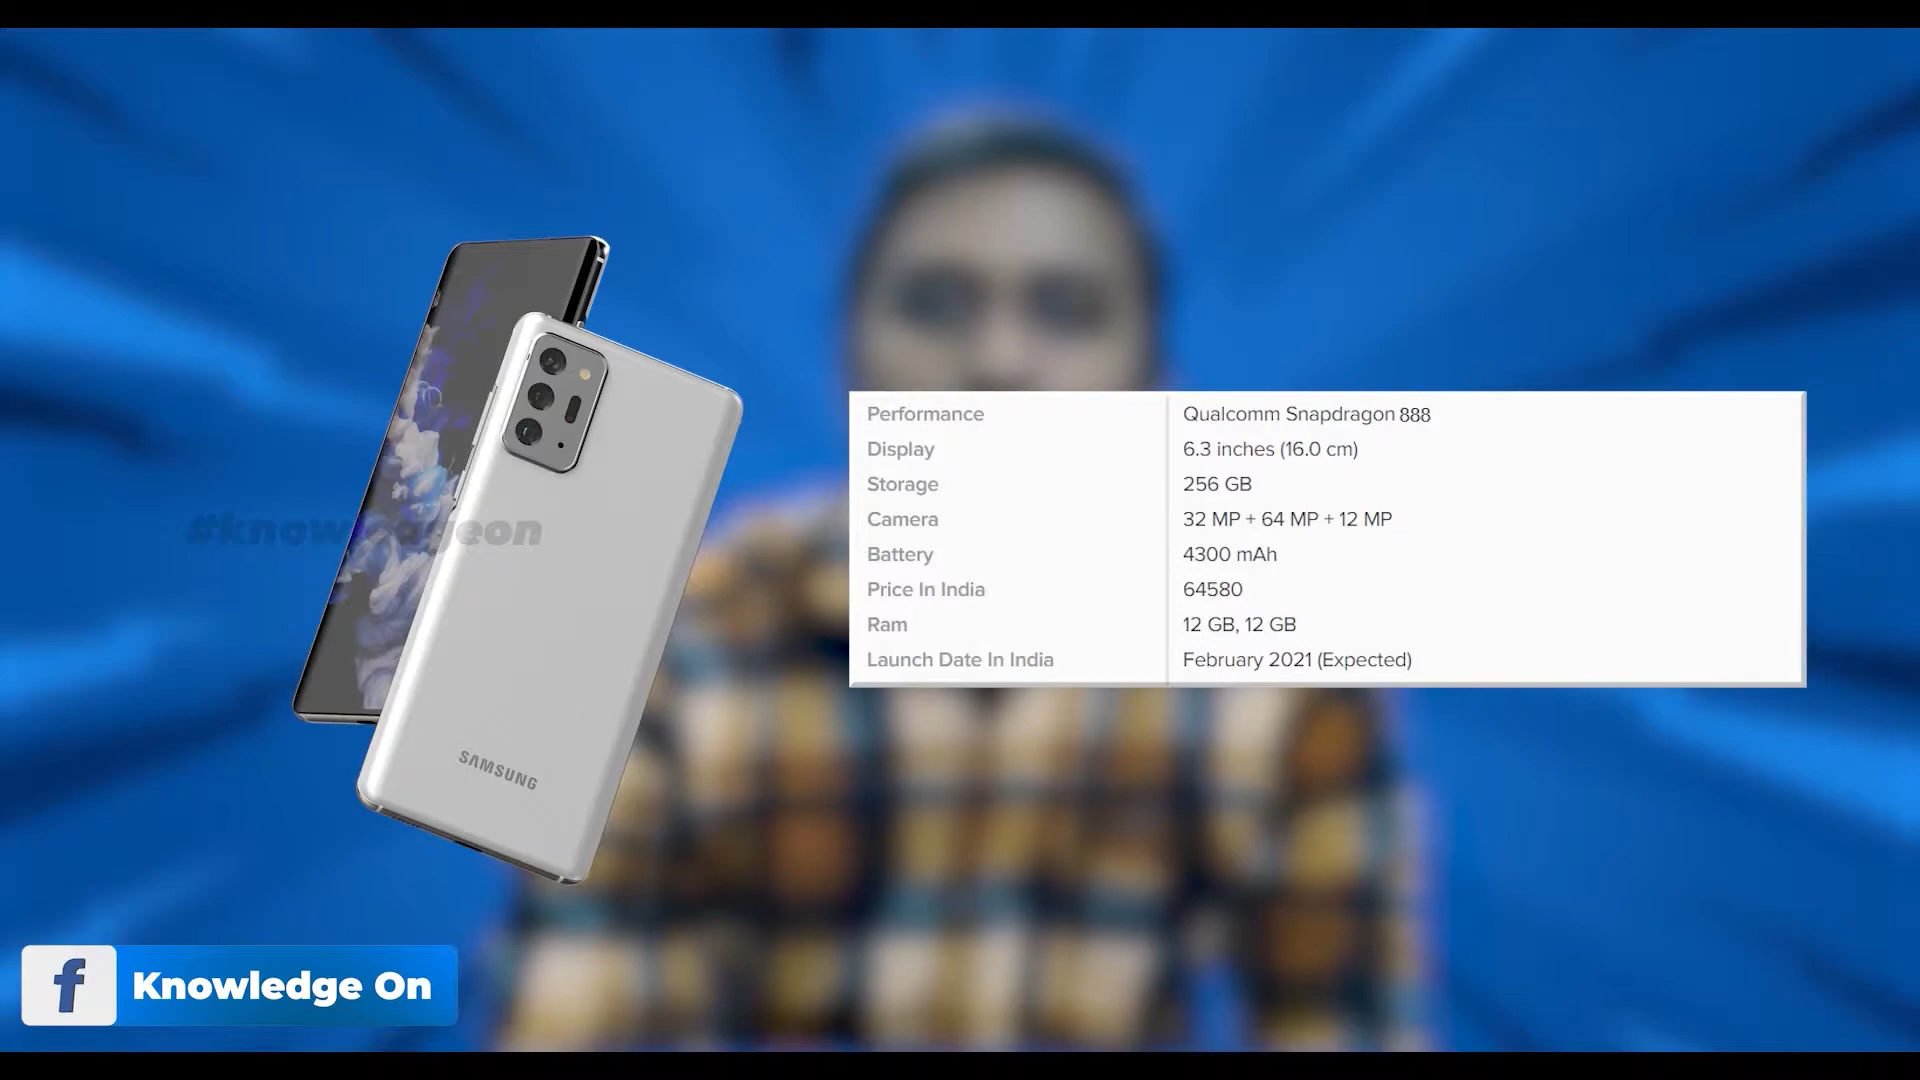 Performance Qualcomm Snapdragon 888
Display 6.3 inches (16.0 cm)
Storage 256 GB
Camera 32 MP + 64 MP + 12 MP
Battery 4300 mAh
Price In India 64580
Ram 12 GB, 12 GB
Launch Date In India February 2021 (Expected)
#knowledgeon
SAMSUNG
f Knowledge On